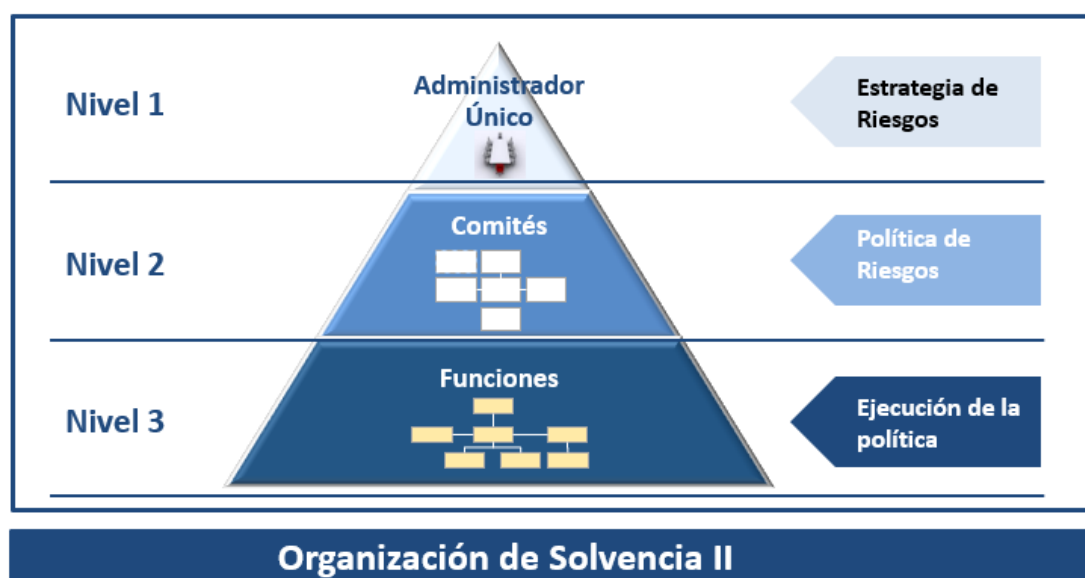 Nivel 1
Administrador
Único
Estrategia de
Riesgos
Nivel 2
Comités
Política de
Riesgos
Nivel 3
Funciones
Ejecución de la
política
Organización de Solvencia II